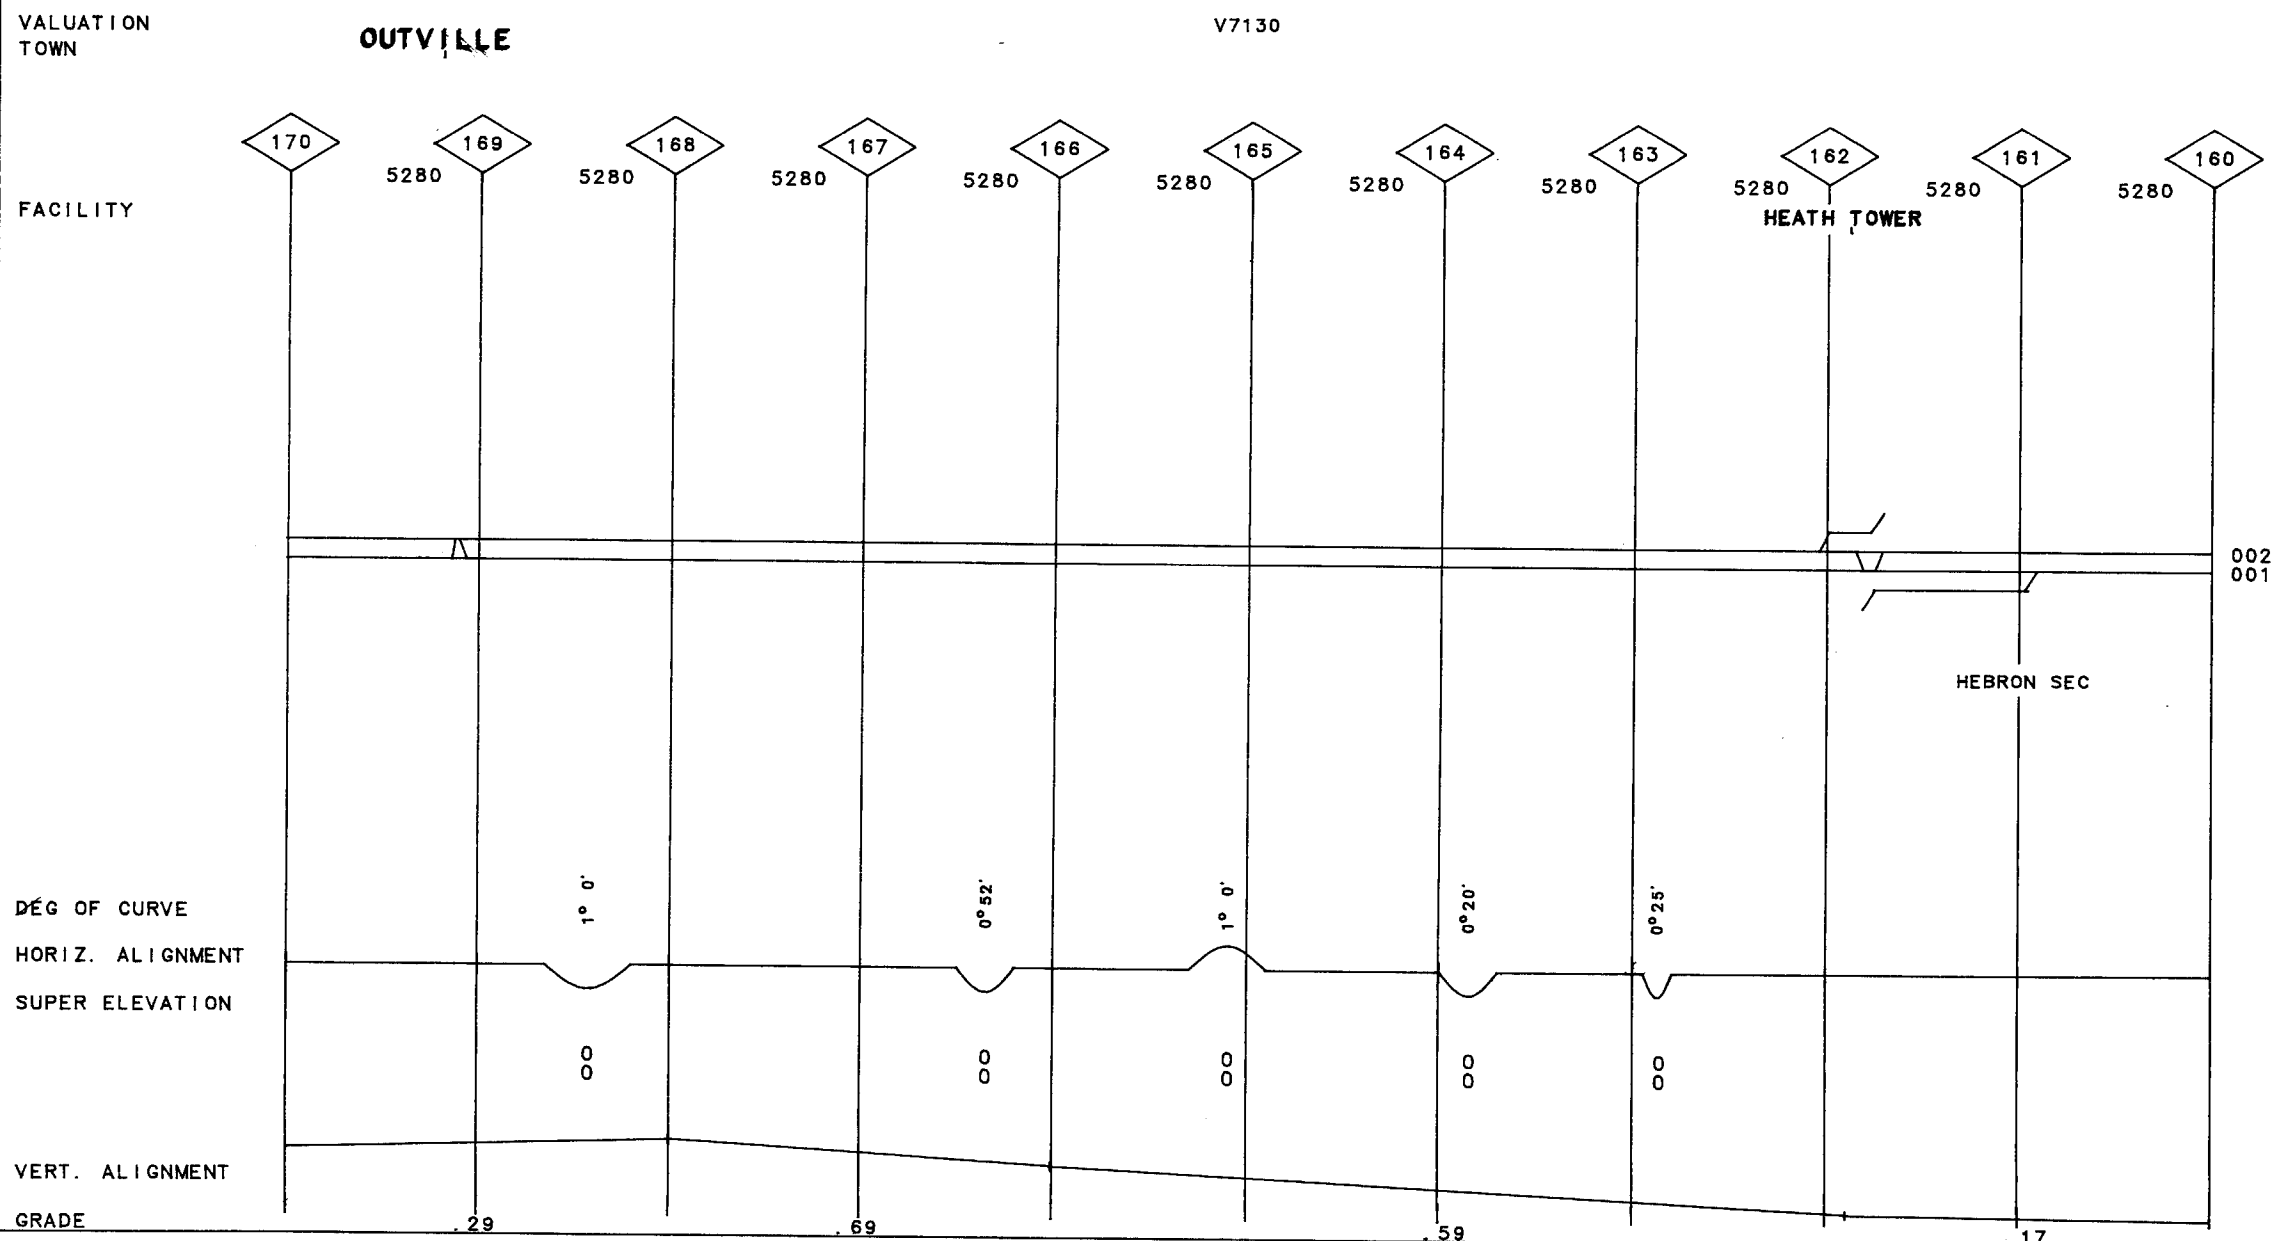 VALUATION
TOWN
OUTVILLE
V7130
170 169 168 167 166 165 164 163 162 161 160
5280 5280 5280 5280 5280 5280 5280 5280 5280 5280
FACILITY
HEATH TOWER
002
001
HEBRON SEC
DEG OF CURVE
1° 0' 0°52' 1° 0' 0°20' 0°25'
HORIZ. ALIGNMENT
SUPER ELEVATION
0 0 0 0 0
0 0 0 0 0
VERT. ALIGNMENT
GRADE
.29 .69 .59 .17